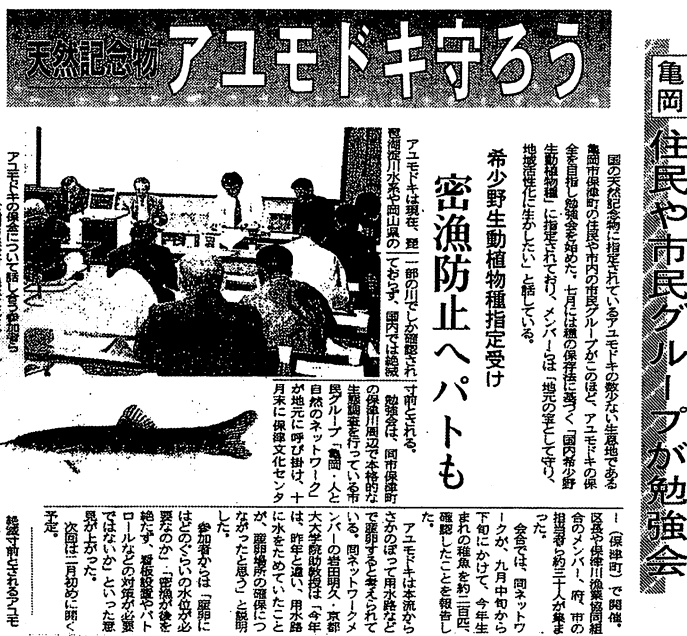 天然記念物 アユモドキ守ろう
亀岡 住民や市民グループが勉強会
希少野生動植物種指定受け
密漁防止へパトも
国の天然記念物に指定されているアユモドキの数少ない生息地である
亀岡市保津町の住民や市内の市民グループがこのほど、アユモドキの保
全を目指し勉強会を始めた。七月には種の保存法に基づく「国内希少野
生動植物種」に指定されており、メンバーらは「地元の宝として守り、
地域活性化に生かしたい」と話している。
アユモドキは現在、琵
琶湖淀川水系や岡山県の
一部の川でしか確認され
ておらず、国内では絶滅
寸前とされる。
勉強会は、同市保津町
の保津川周辺で本格的な
生態調査を行っている市
民グループ「亀岡・人と
自然のネットワーク」
が地元に呼び掛け、十
月末に保津文化センタ
ー(保津町)で開催。
区長や保津川漁業協同組
合のメンバー、府、市の
担当者ら約三十人が集ま
った。
会合では、同ネットワ
ークが、九月中旬から
下旬にかけて、今年生
まれの稚魚を約二百匹、
確認したことを報告し
た。
アユモドキは本流から
さかのぼって用水路など
で産卵すると考えられて
いる。同ネットワークメ
ンバーの岩田明久・京都
大大学院助教授は「今年
は、昨年と違い、用水路
に水をためていたこと
が、産卵場所の確保につ
ながったと思う」と説明
した。
参加者からは「産卵に
はどのぐらいの水位が必
要なのか」「密漁が後を
絶たず、看板設置やパト
ロールなどの対策が必要
ではないか」といった意
見が上がった。
次回は二月初めに開く
予定。
アユモドキの保全について話し合う参加者ら
絶滅寸前とされるアユモ